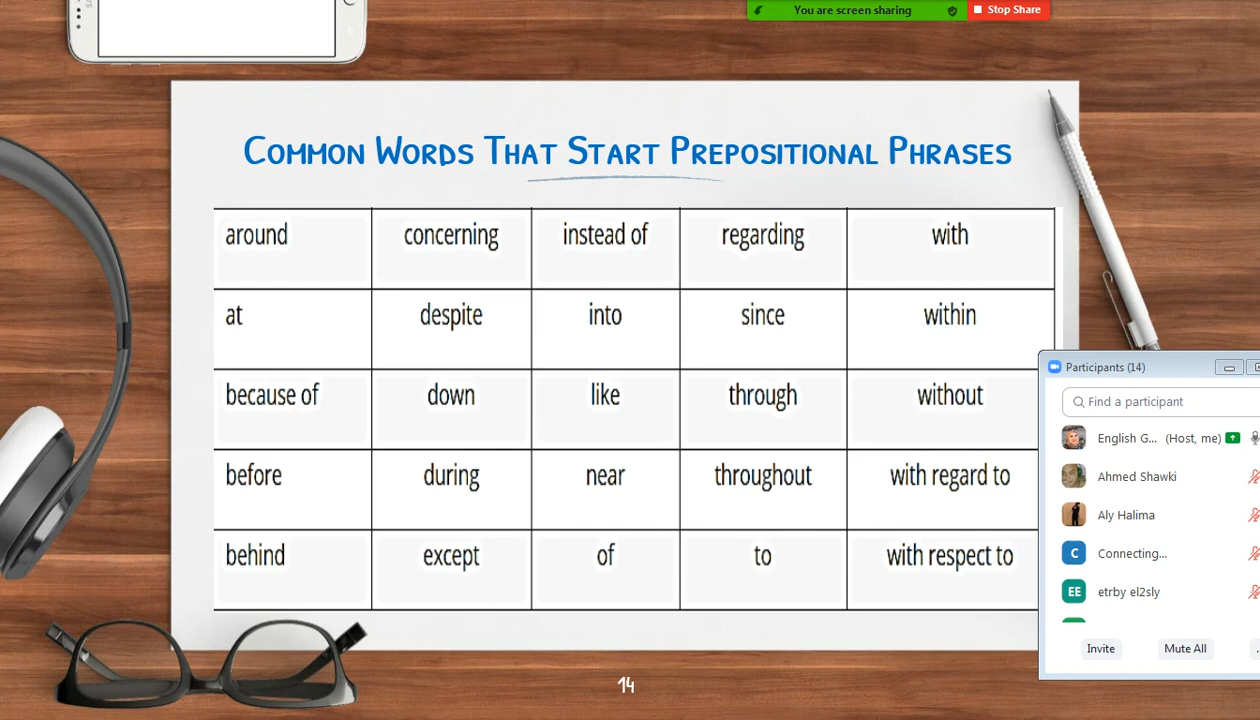 You are screen sharing
Stop Share
COMMON WORDS THAT START PREPOSITIONAL PHRASES
around concerning instead of regarding with
at despite into since within
because of down like through without
before during near throughout with regard to
behind except of to with respect to
Participants (14)
Find a participant
English G... (Host, me)
Ahmed Shawki
Aly Halima
C Connecting...
EE etrby el2sly
Invite Mute All ..
14